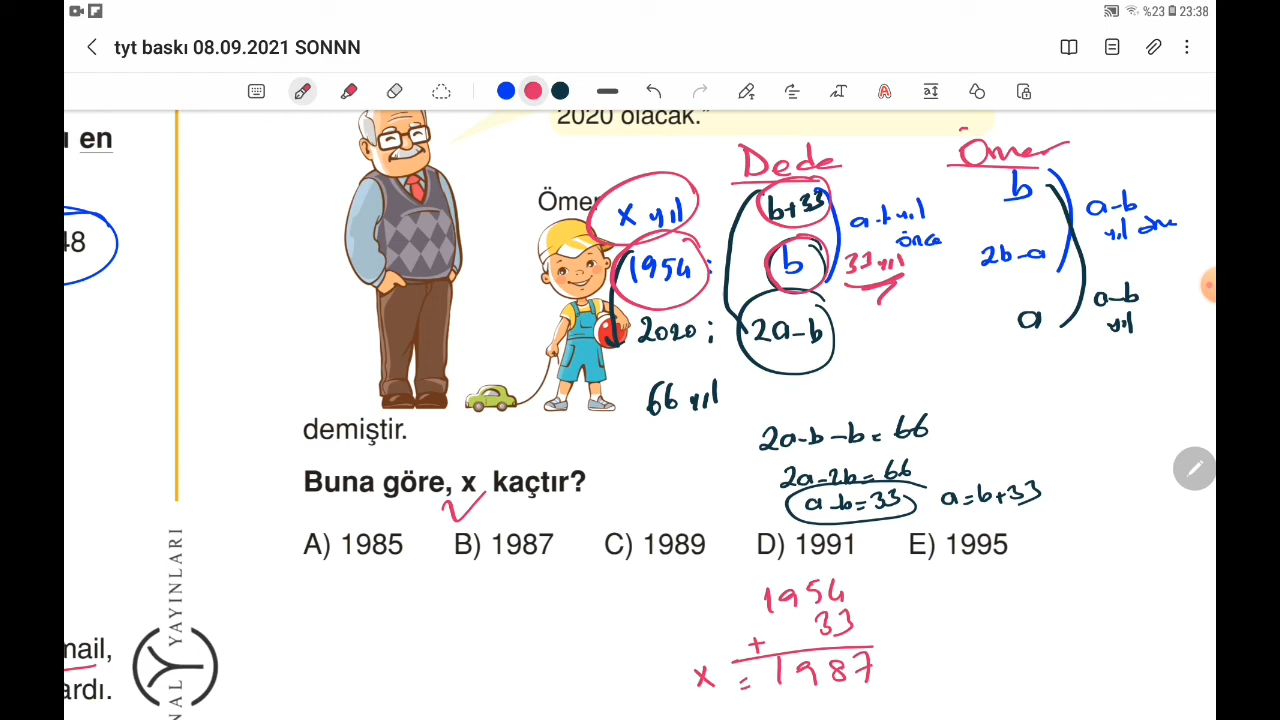 %23 23:38
tyt baskı 08.09.2021 SONNN
2020 olacak."
ı en
48
Dede
Ömer
Ömer
x yıl
b+33
a-b yıl önce
b
a-b yıl önce
1954 :
b
33 yıl
2b-a
2020 ;
2a-b
a
a-b yıl
66 yıl
demiştir.
2a-b-b=66
Buna göre, x kaçtır?
2a-2b=66
a-b=33
a=b+33
A) 1985 B) 1987 C) 1989 D) 1991 E) 1995
1954
33
+
x = 1987
nail,
ardı.
NAL YAYINLARI